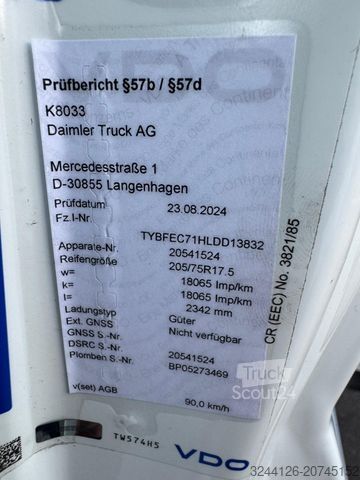 VDO
Prüfbericht §57b / §57d
K8033
Daimler Truck AG
Mercedesstraße 1
D-30855 Langenhagen
Prüfdatum 23.08.2024
Fz.I-Nr.
TYBFEC71HLDD13832
Apparate-Nr. 20541524
Reifengröße 205/75R17.5
w= 18065 Imp/km
k= 18065 Imp/km
l= 2342 mm
Ladungstyp Güter
Ext. GNSS Nicht verfügbar
GNSS S.-Nr.
DSRC S.-Nr. 20541524
Plomben S.-Nr. BP05273469
v(set) AGB 90,0 km/h
CR (EEC) No. 3821/85
TW574H5
VDO
Truck
Scout24
3244126-20745152